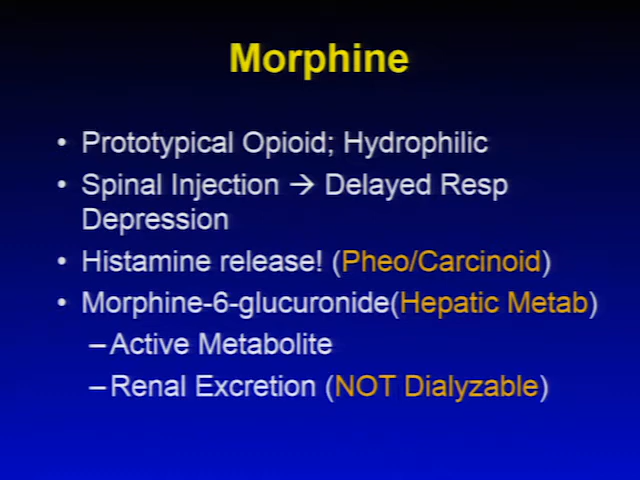 Morphine
• Prototypical Opioid; Hydrophilic
• Spinal Injection → Delayed Resp
Depression
• Histamine release! (Pheo/Carcinoid)
• Morphine-6-glucuronide(Hepatic Metab)
–Active Metabolite
–Renal Excretion (NOT Dialyzable)